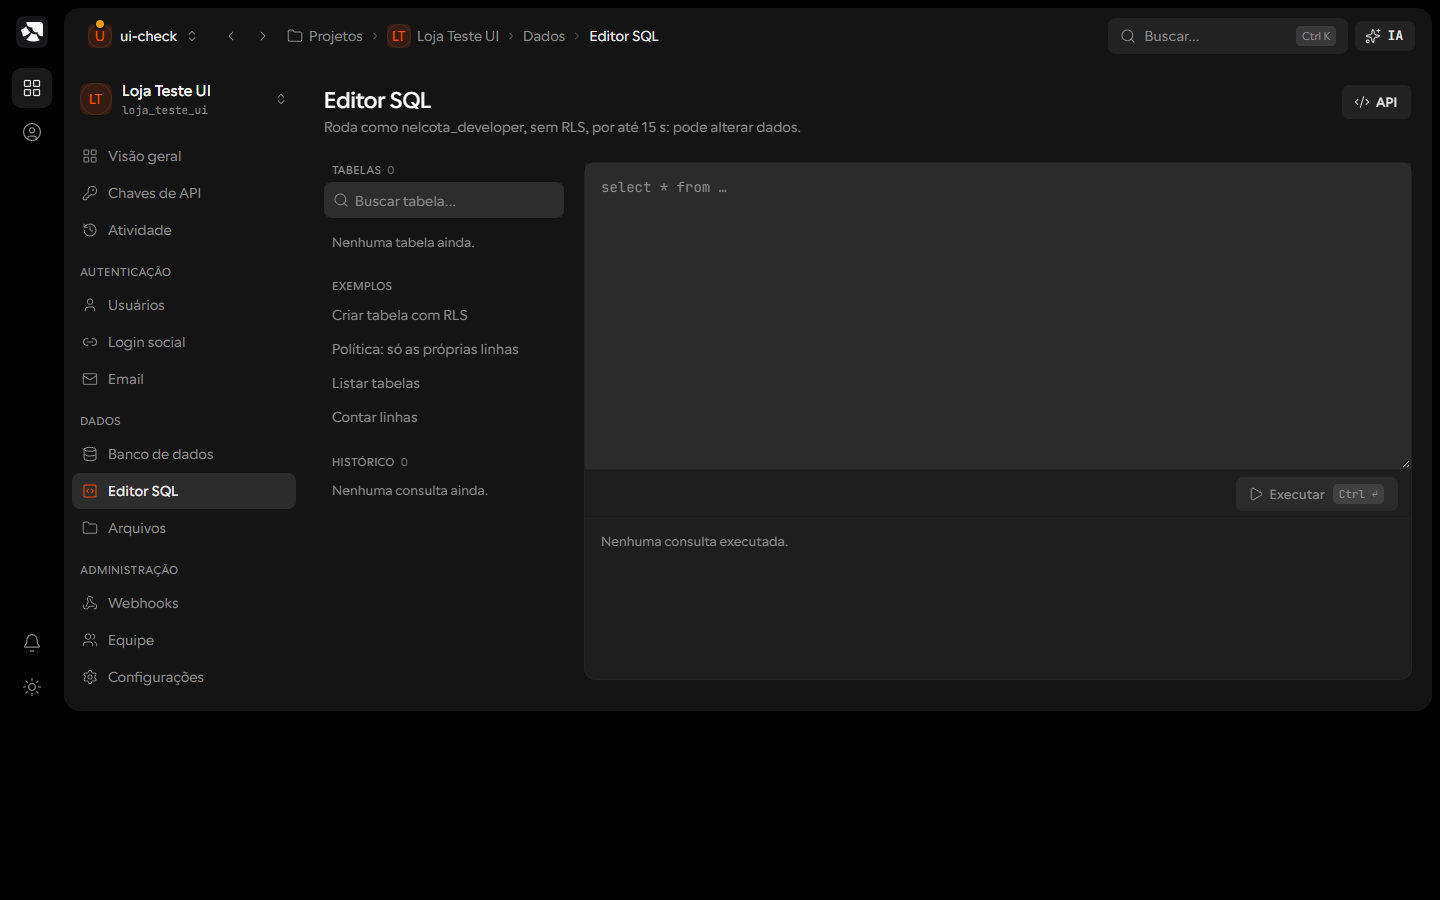 U ui-check
Projetos
LT Loja Teste UI
Dados
Editor SQL
Buscar...
Ctrl K
IA
LT
Loja Teste UI
loja_teste_ui
Visão geral
Chaves de API
Atividade
AUTENTICAÇÃO
Usuários
Login social
Email
DADOS
Banco de dados
Editor SQL
Arquivos
ADMINISTRAÇÃO
Webhooks
Equipe
Configurações
Editor SQL
Roda como nelcota_developer, sem RLS, por até 15 s: pode alterar dados.
API
TABELAS 0
Buscar tabela...
Nenhuma tabela ainda.
EXEMPLOS
Criar tabela com RLS
Política: só as próprias linhas
Listar tabelas
Contar linhas
HISTÓRICO 0
Nenhuma consulta ainda.
select * from …
Executar Ctrl ⏎
Nenhuma consulta executada.